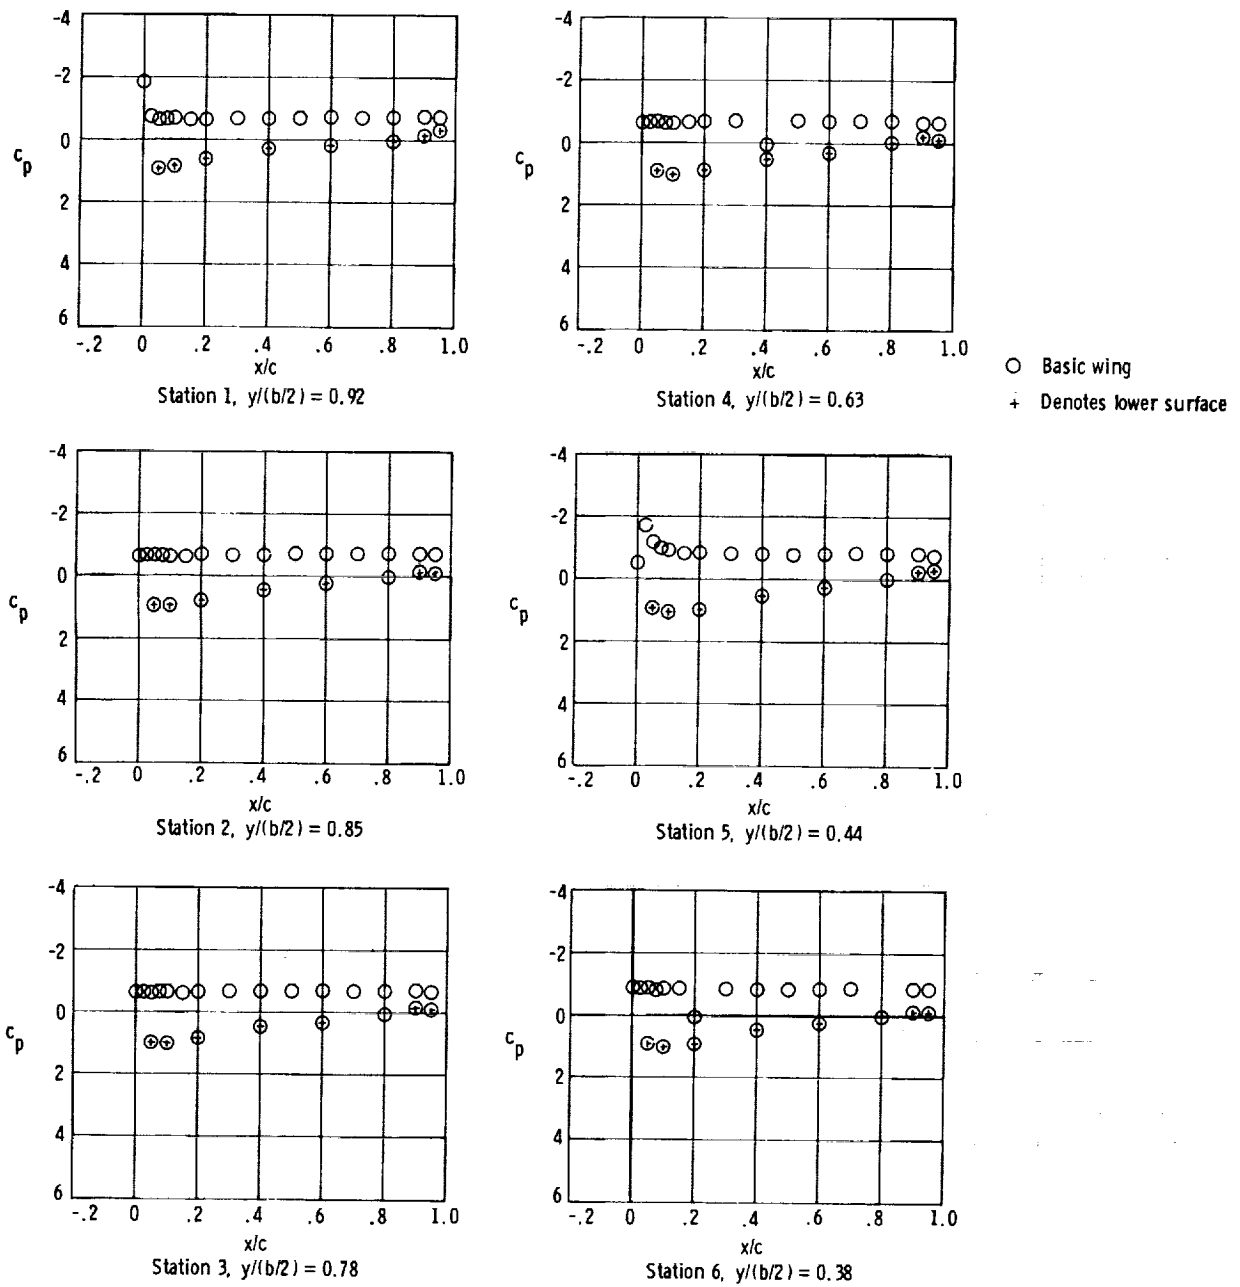 -4
-2
0
2
4
6
c_p
-.2 0 .2 .4 .6 .8 1.0
x/c
Station 1, y/(b/2) = 0.92
-4
-2
0
2
4
6
c_p
-.2 0 .2 .4 .6 .8 1.0
x/c
Station 4, y/(b/2) = 0.63
○ Basic wing
+ Denotes lower surface
-4
-2
0
2
4
6
c_p
-.2 0 .2 .4 .6 .8 1.0
x/c
Station 2, y/(b/2) = 0.85
-4
-2
0
2
4
6
c_p
-.2 0 .2 .4 .6 .8 1.0
x/c
Station 5, y/(b/2) = 0.44
-4
-2
0
2
4
6
c_p
-.2 0 .2 .4 .6 .8 1.0
x/c
Station 3, y/(b/2) = 0.78
-4
-2
0
2
4
6
c_p
-.2 0 .2 .4 .6 .8 1.0
x/c
Station 6, y/(b/2) = 0.38